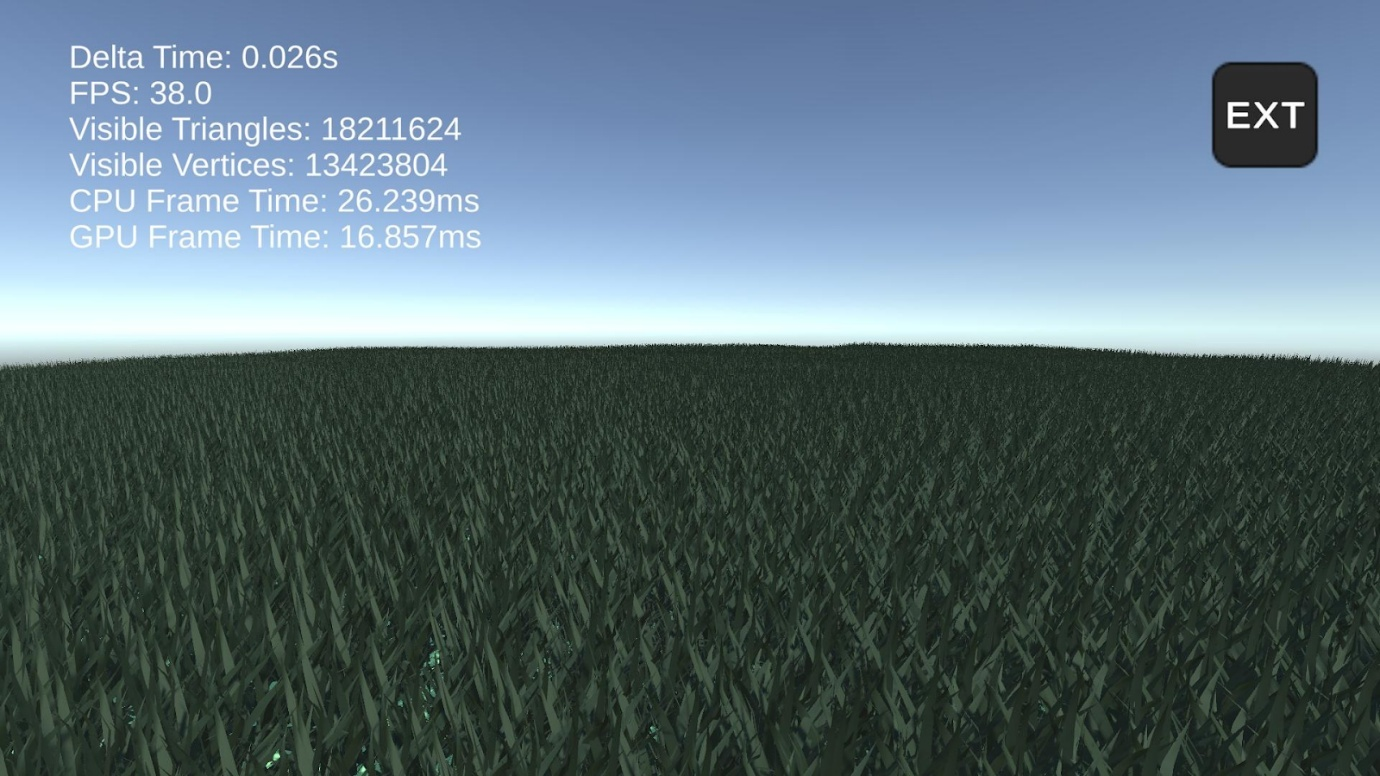 Delta Time: 0.026s
FPS: 38.0
Visible Triangles: 18211624
Visible Vertices: 13423804
CPU Frame Time: 26.239ms
GPU Frame Time: 16.857ms
EXT